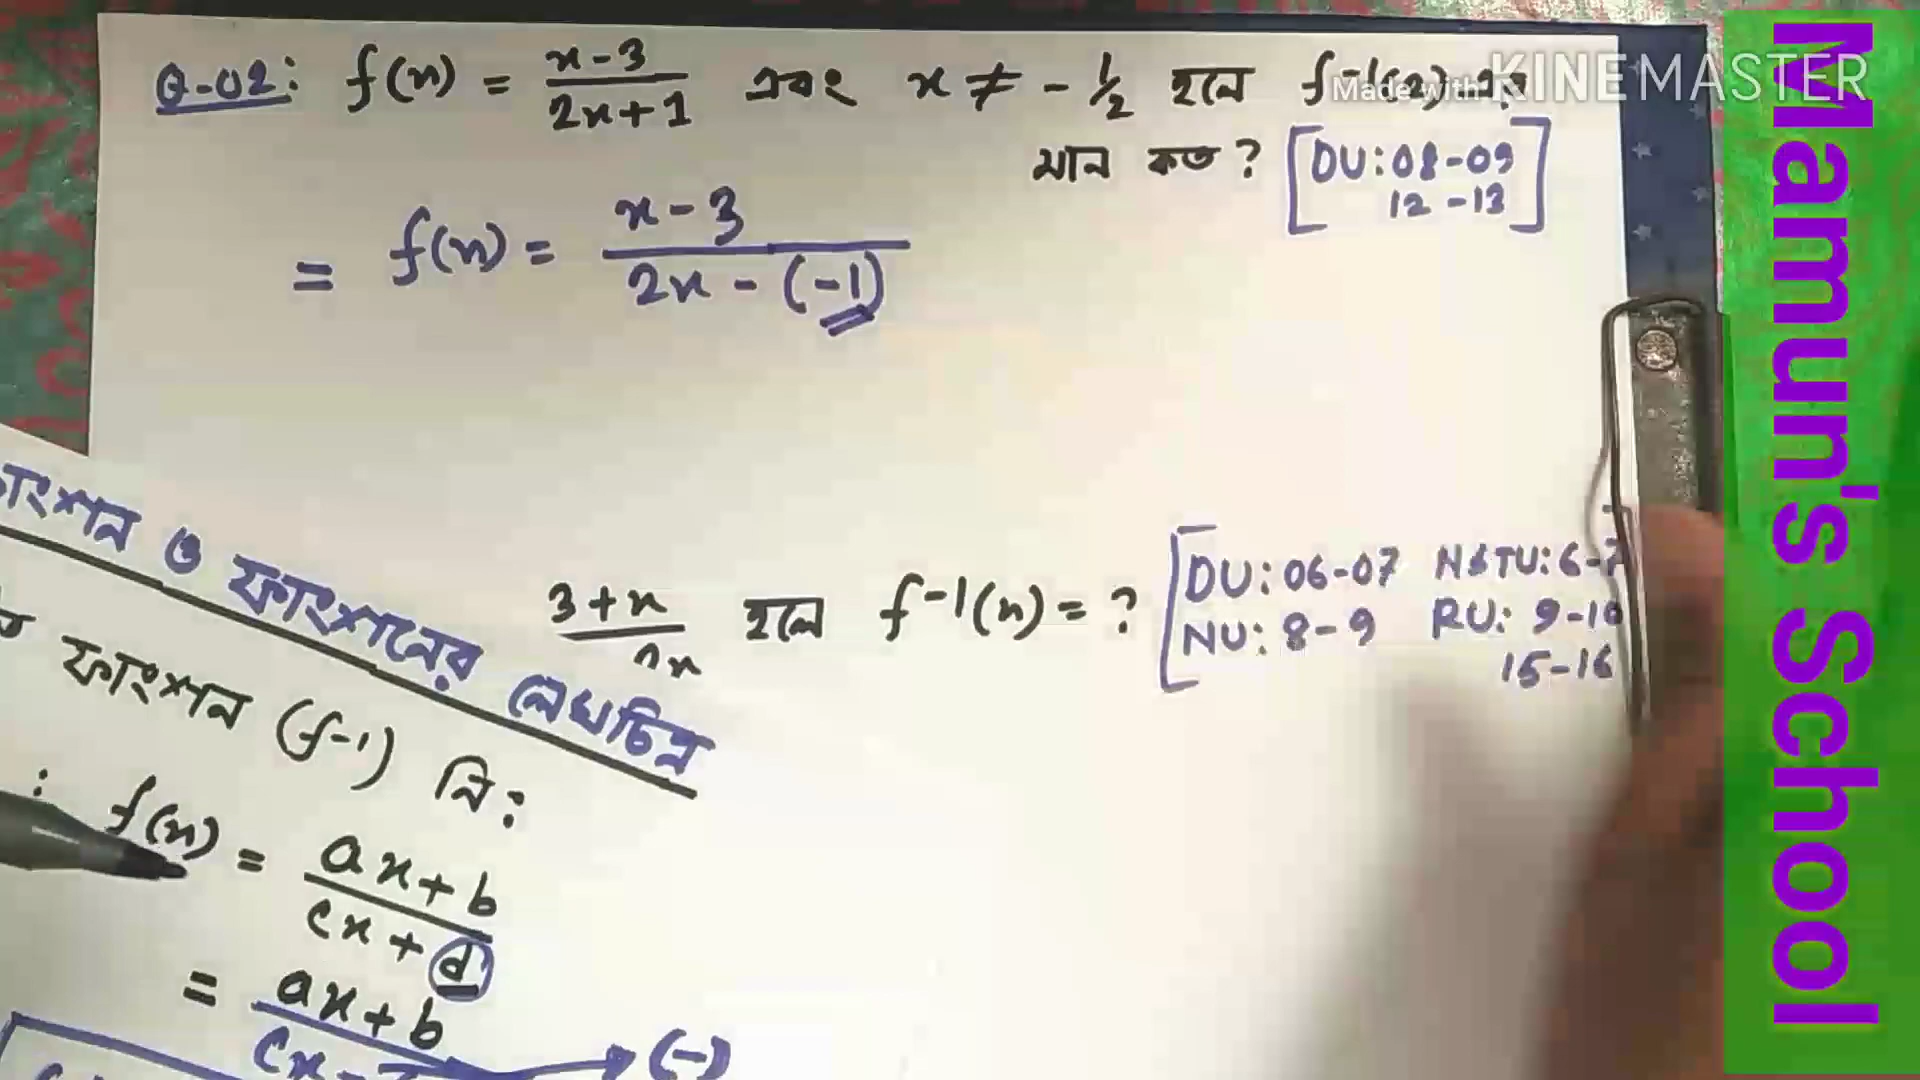 Q-02: f(x) = x-3 / 2x+1 এবং x ≠ - 1/2 হলে f-1(2) এর
মান কত? [DU: 08-09
12-13]
= f(x) = x-3 / 2x - (-1)
3+x হলে f-1(x) = ? [DU: 06-07 NSTU: 6-7
NU: 8-9 RU: 9-10
15-16
ফাংশন ও ফাংশনের লেখচিত্র
ফাংশন (f-1) নি:
: f(x) = ax+b / cx+d
= ax+b
cx - → (-)
Made with KINEMASTER
Mamun's School